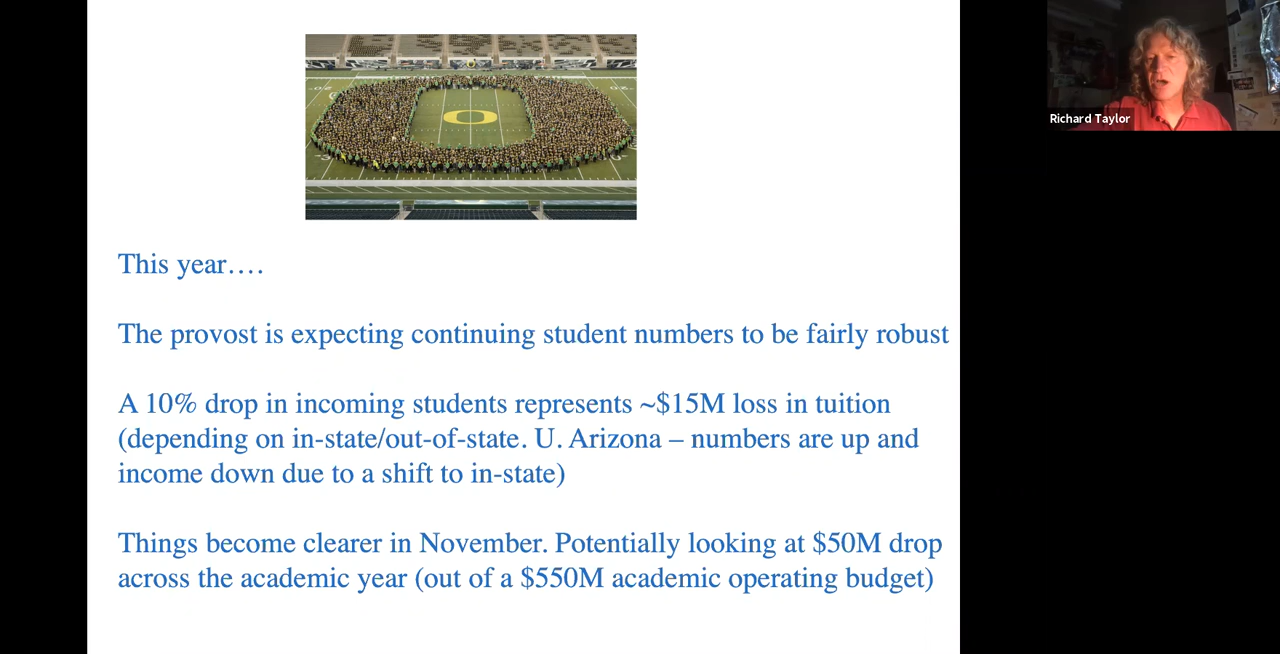 O
Richard Taylor
This year….
The provost is expecting continuing student numbers to be fairly robust
A 10% drop in incoming students represents ~$15M loss in tuition
(depending on in-state/out-of-state. U. Arizona – numbers are up and
income down due to a shift to in-state)
Things become clearer in November. Potentially looking at $50M drop
across the academic year (out of a $550M academic operating budget)